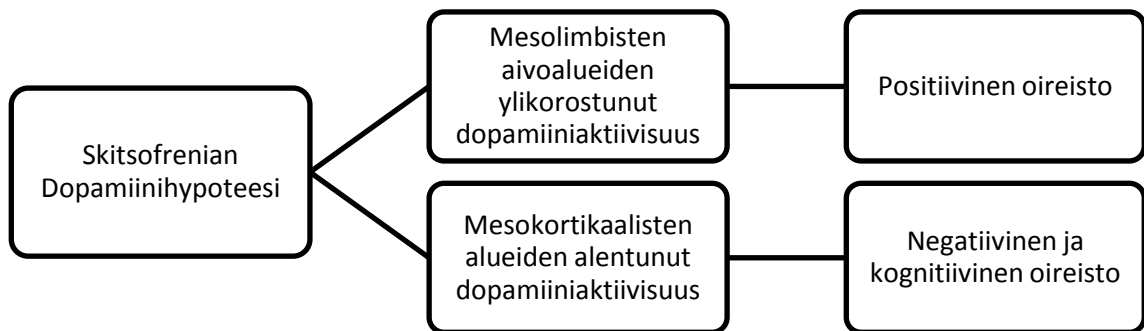 Skitsofrenian
Dopamiinihypoteesi
Mesolimbisten
aivoalueiden
ylikorostunut
dopamiiniaktiivisuus
Positiivinen oireisto
Mesokortikaalisten
alueiden alentunut
dopamiiniaktiivisuus
Negatiivinen ja
kognitiivinen oireisto